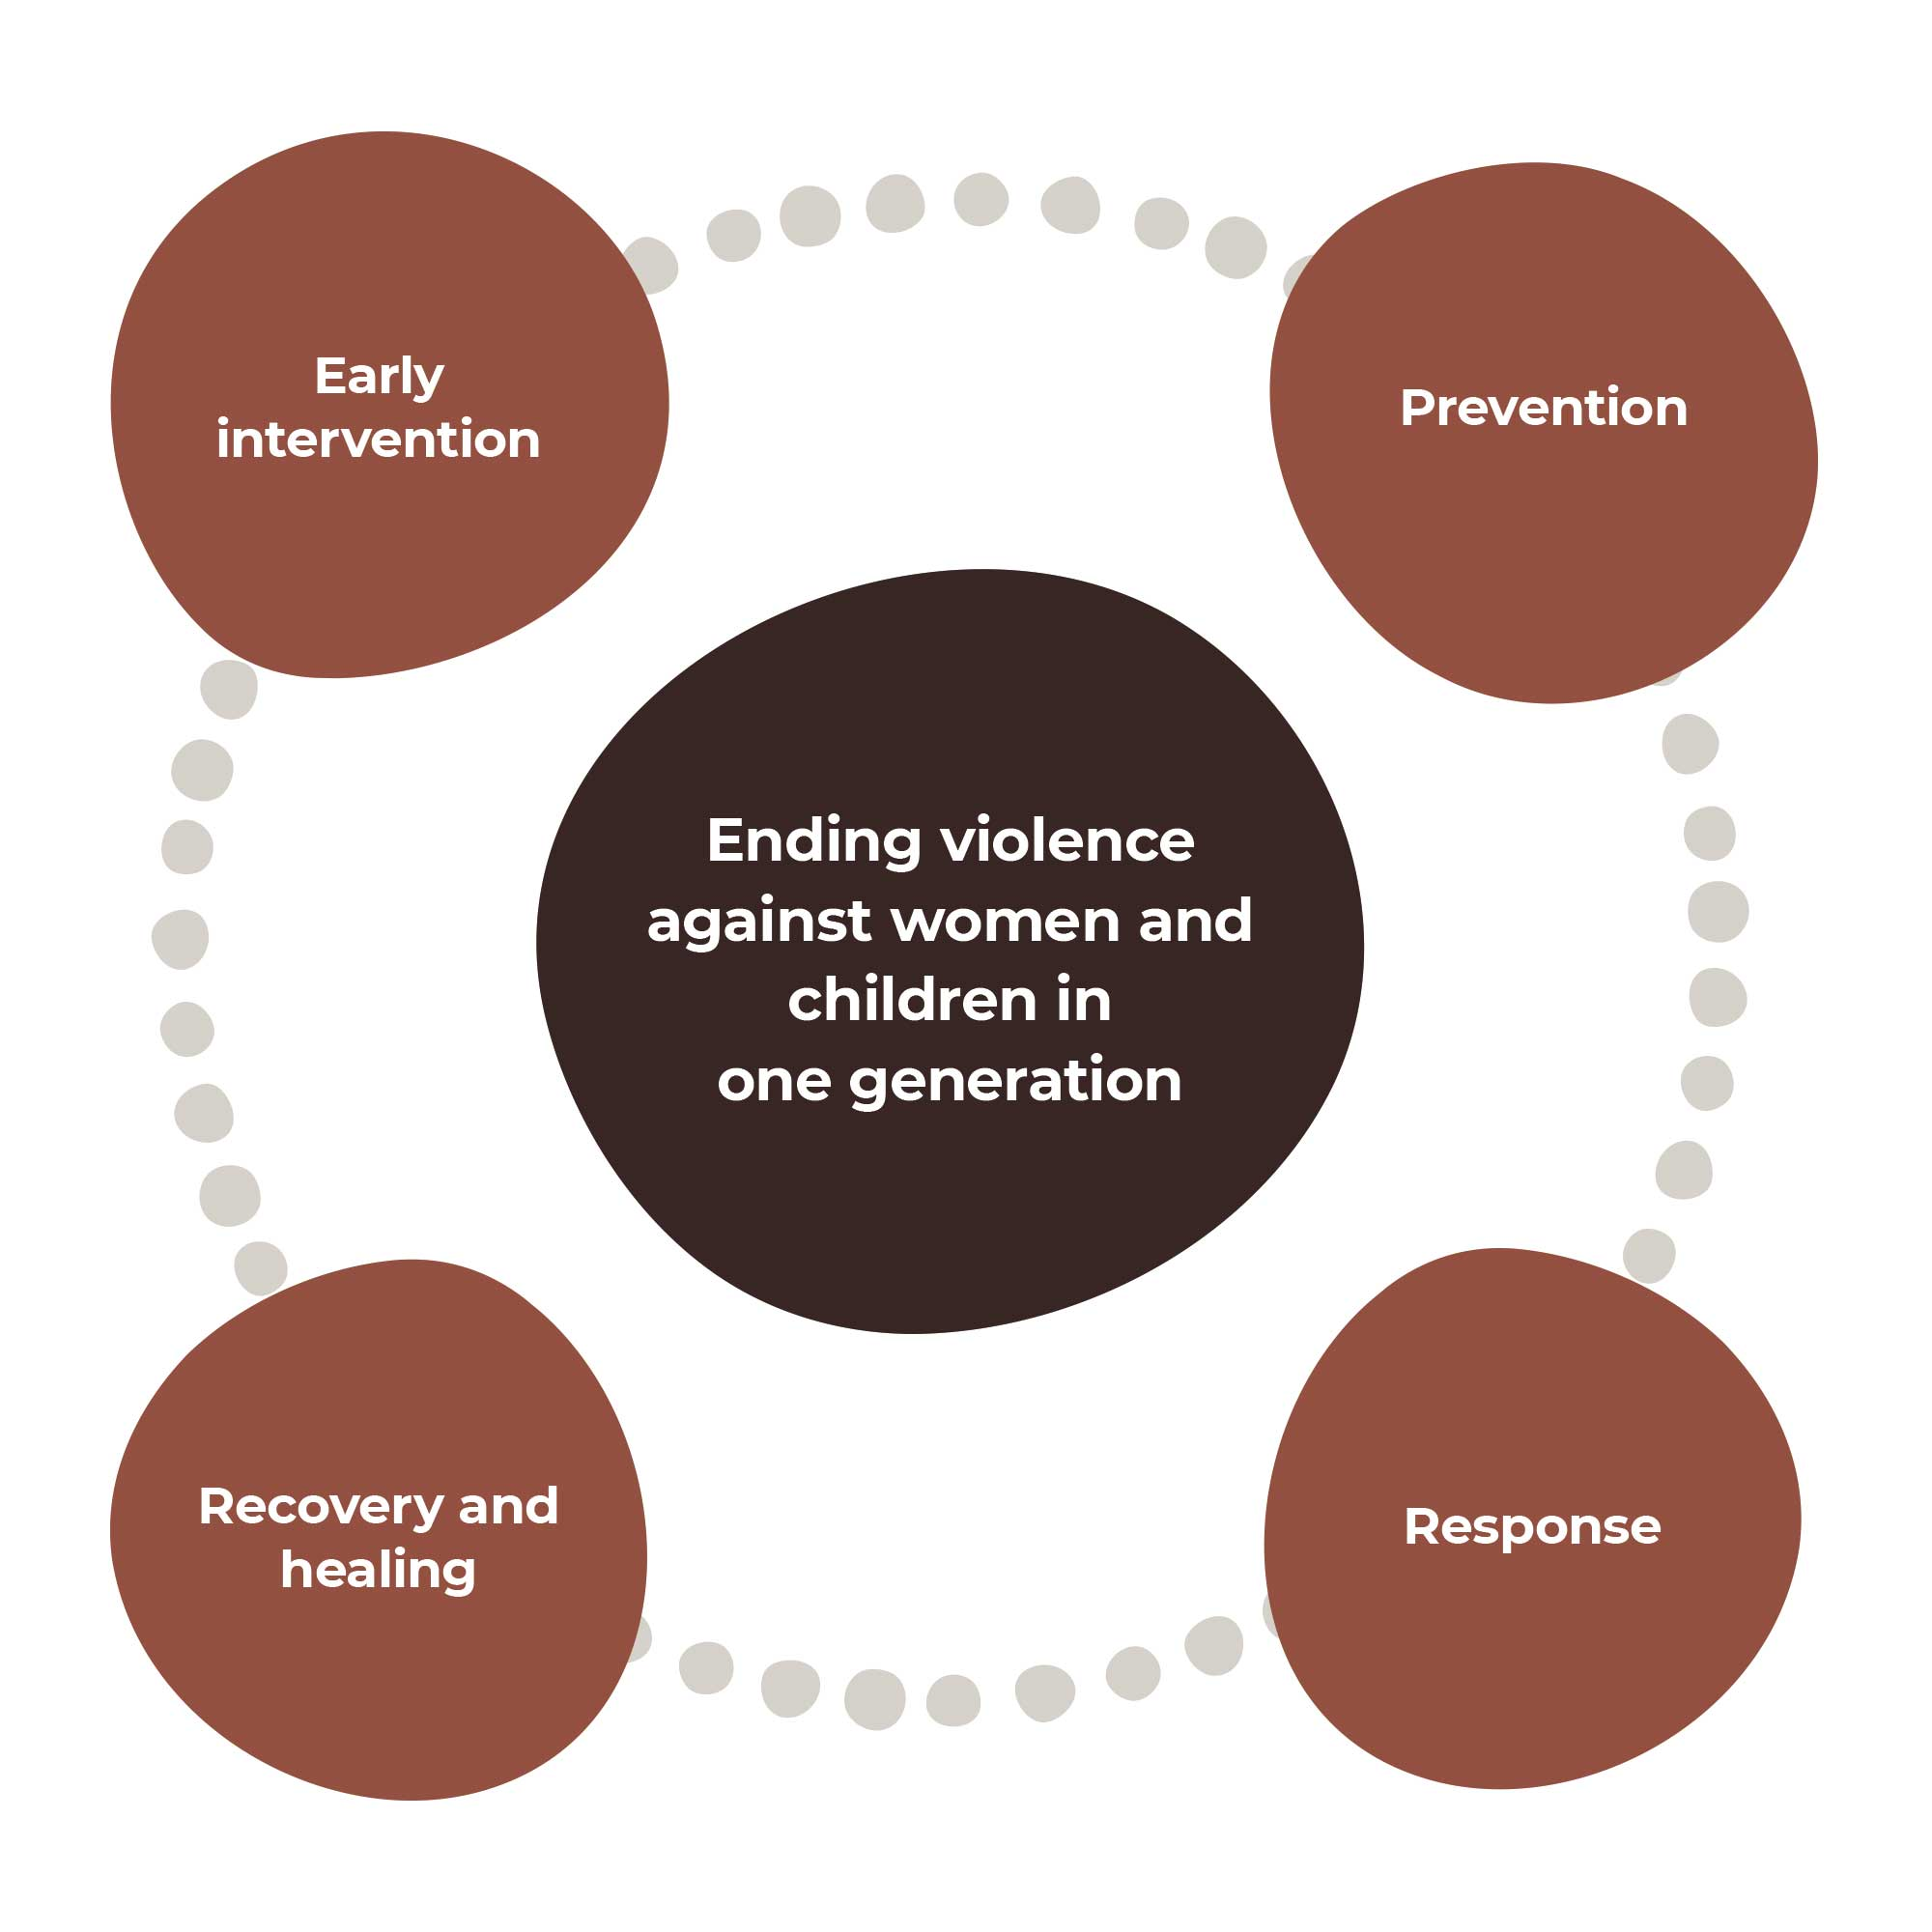 Early
intervention
Prevention
Ending violence
against women and
children in
one generation
Recovery and
healing
Response